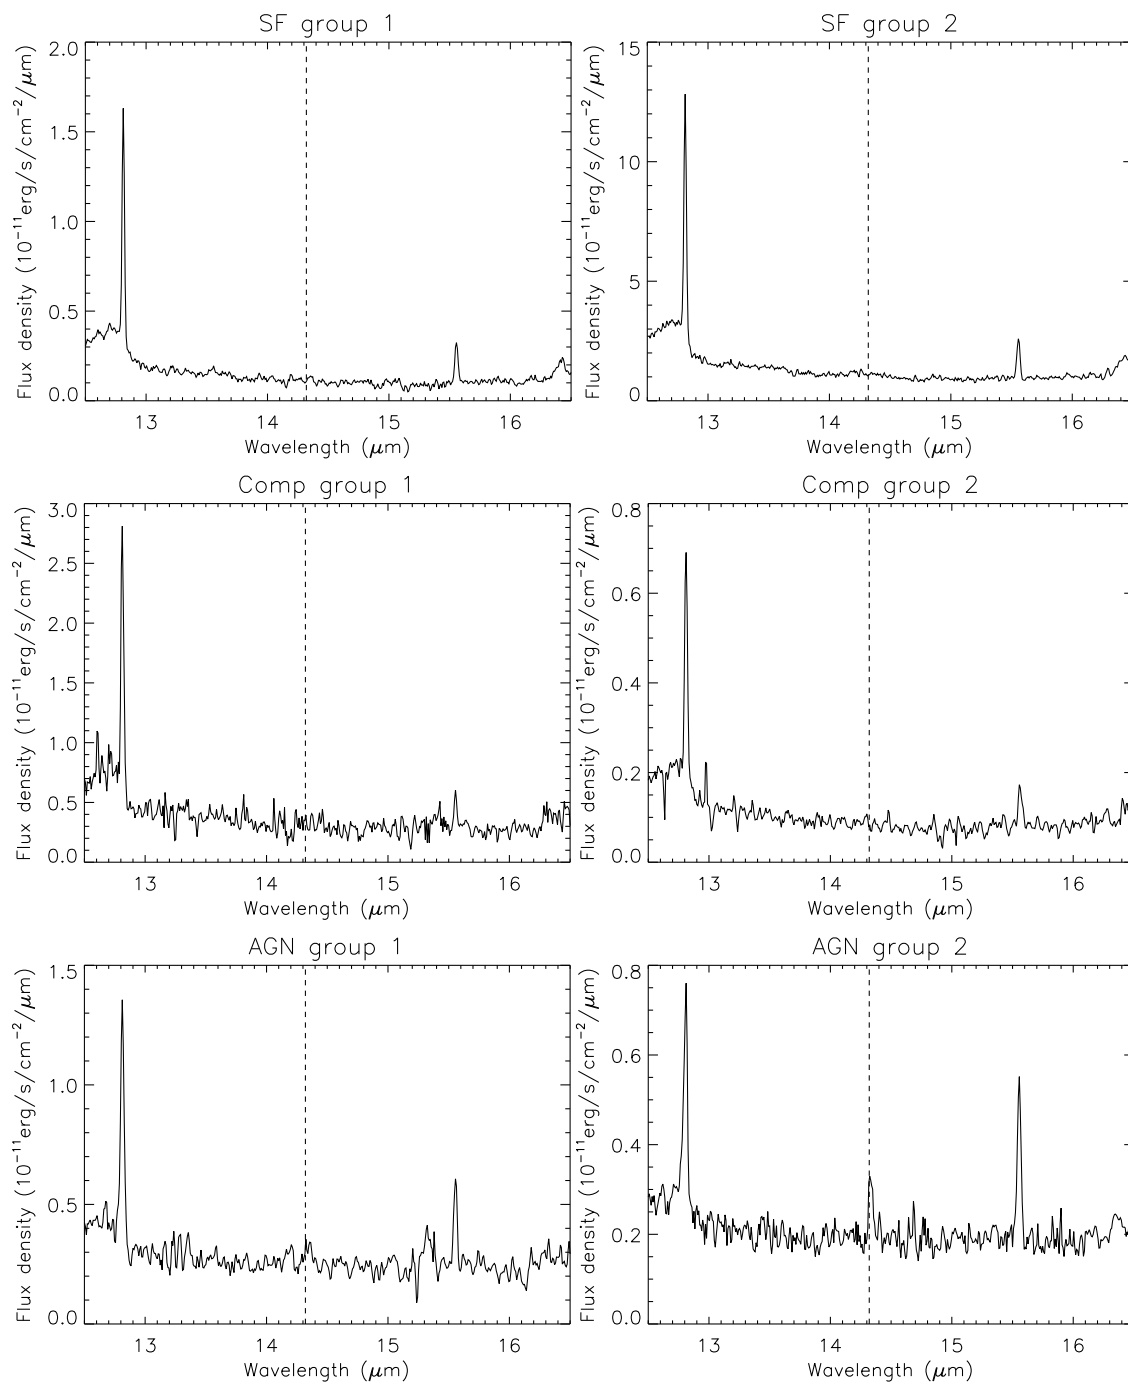 SF group 1
Flux density (10⁻¹¹erg/s/cm⁻²/μm)
2.0
1.5
1.0
0.5
0.0
13 14 15 16
Wavelength (μm)
SF group 2
Flux density (10⁻¹¹erg/s/cm⁻²/μm)
15
10
5
0
13 14 15 16
Wavelength (μm)
Comp group 1
Flux density (10⁻¹¹erg/s/cm⁻²/μm)
3.0
2.5
2.0
1.5
1.0
0.5
0.0
13 14 15 16
Wavelength (μm)
Comp group 2
Flux density (10⁻¹¹erg/s/cm⁻²/μm)
0.8
0.6
0.4
0.2
0.0
13 14 15 16
Wavelength (μm)
AGN group 1
Flux density (10⁻¹¹erg/s/cm⁻²/μm)
1.5
1.0
0.5
0.0
13 14 15 16
Wavelength (μm)
AGN group 2
Flux density (10⁻¹¹erg/s/cm⁻²/μm)
0.8
0.6
0.4
0.2
0.0
13 14 15 16
Wavelength (μm)